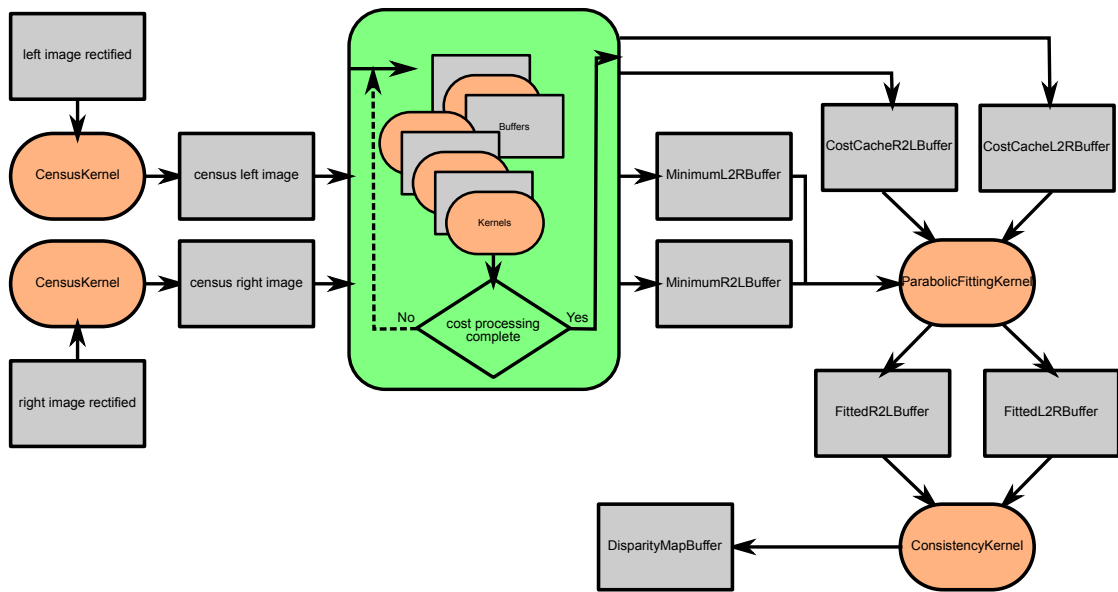 left image rectified
CensusKernel
census left image
CensusKernel
census right image
right image rectified
Buffers
Kernels
No
cost processing
complete
Yes
MinimumL2RBuffer
MinimumR2LBuffer
CostCacheR2LBuffer
CostCacheL2RBuffer
ParabolicFittingKernel
FittedR2LBuffer
FittedL2RBuffer
DisparityMapBuffer
ConsistencyKernel